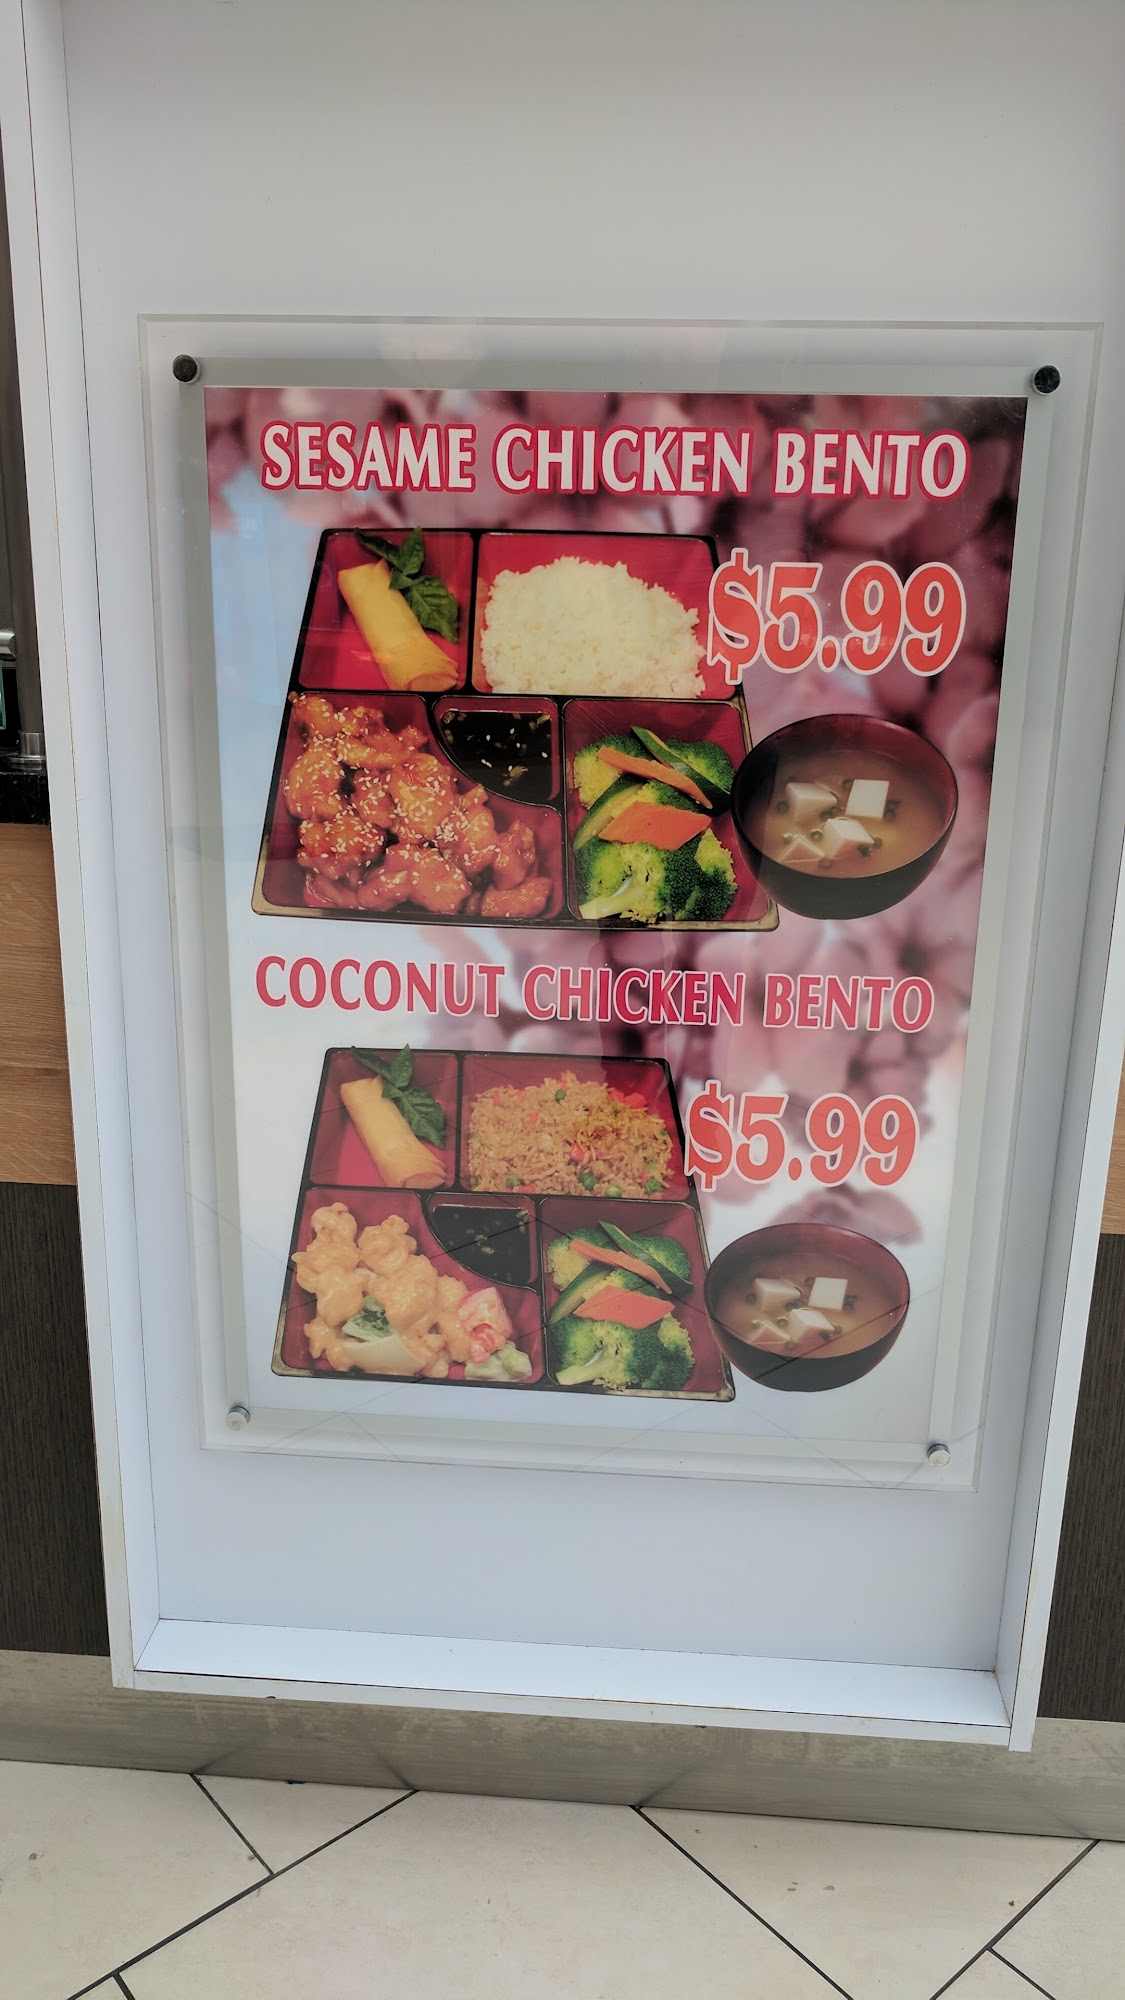 SESAME CHICKEN BENTO
$5.99
COCONUT CHICKEN BENTO
$5.99